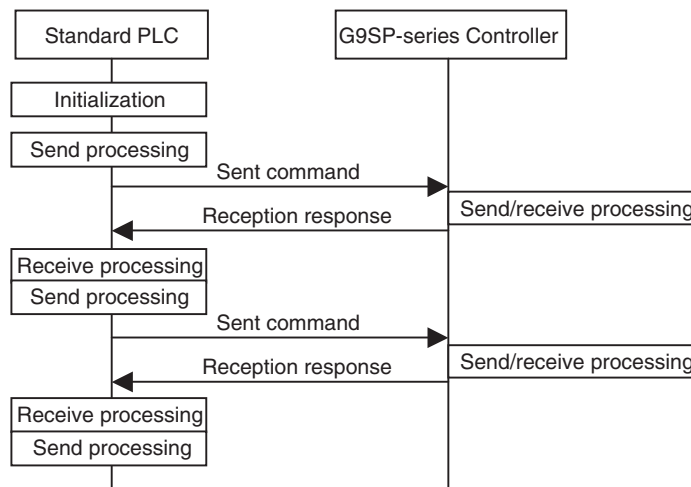 Standard PLC
G9SP-series Controller
Initialization
Send processing
Sent command
Send/receive processing
Reception response
Receive processing
Send processing
Sent command
Send/receive processing
Reception response
Receive processing
Send processing